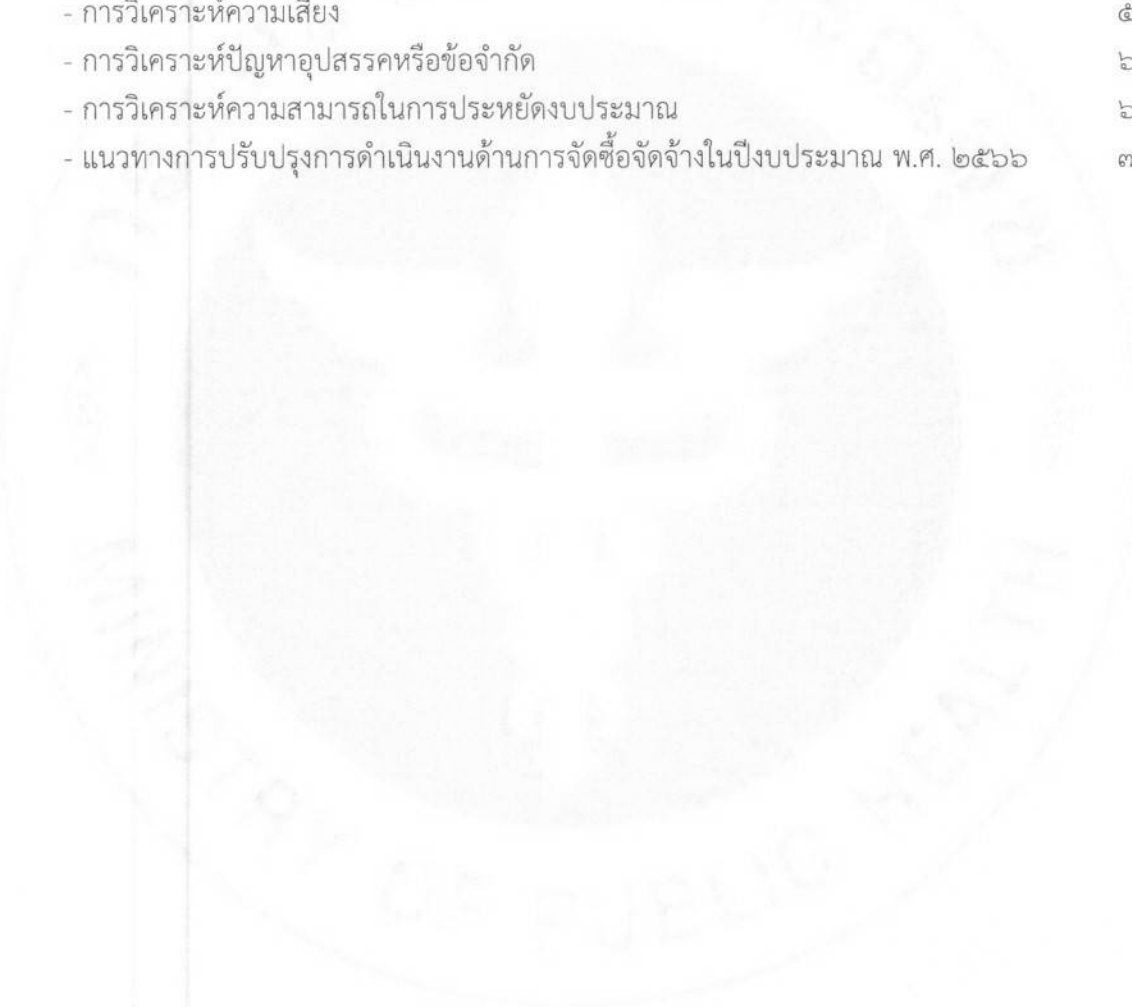 - การวิเคราะห์ความเสี่ยง ๕
- การวิเคราะห์ปัญหาอุปสรรคหรือข้อจำกัด ๖
- การวิเคราะห์ความสามารถในการประหยัดงบประมาณ ๖
- แนวทางการปรับปรุงการดำเนินงานด้านการจัดซื้อจัดจ้างในปีงบประมาณ พ.ศ. ๒๕๖๖ ๗
MINISTRY OF PUBLIC HEALTH